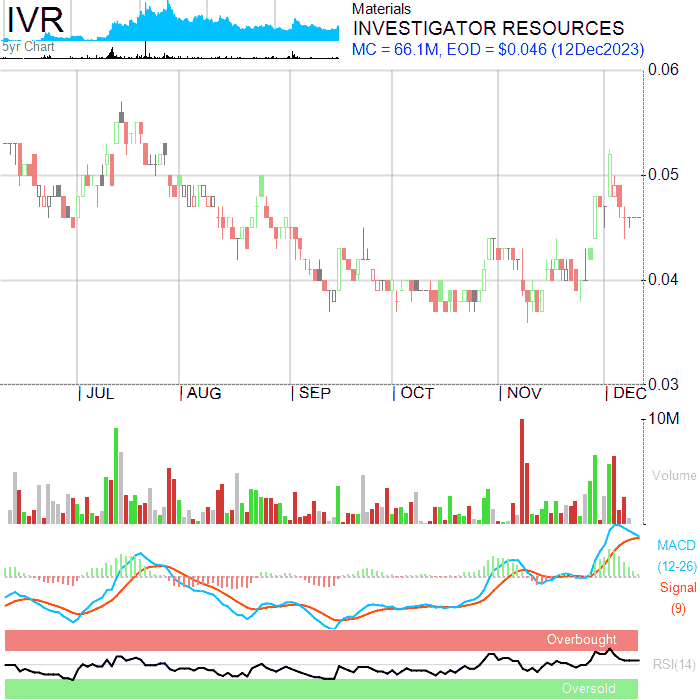 IVR
5yr Chart
Materials
INVESTIGATOR RESOURCES
MC = 66.1M, EOD = $0.046 (12Dec2023)
0.06
0.05
0.04
0.03
JUL AUG SEP OCT NOV DEC
10M
Volume
MACD
(12-26)
Signal
(9)
Overbought
RSI(14)
Oversold